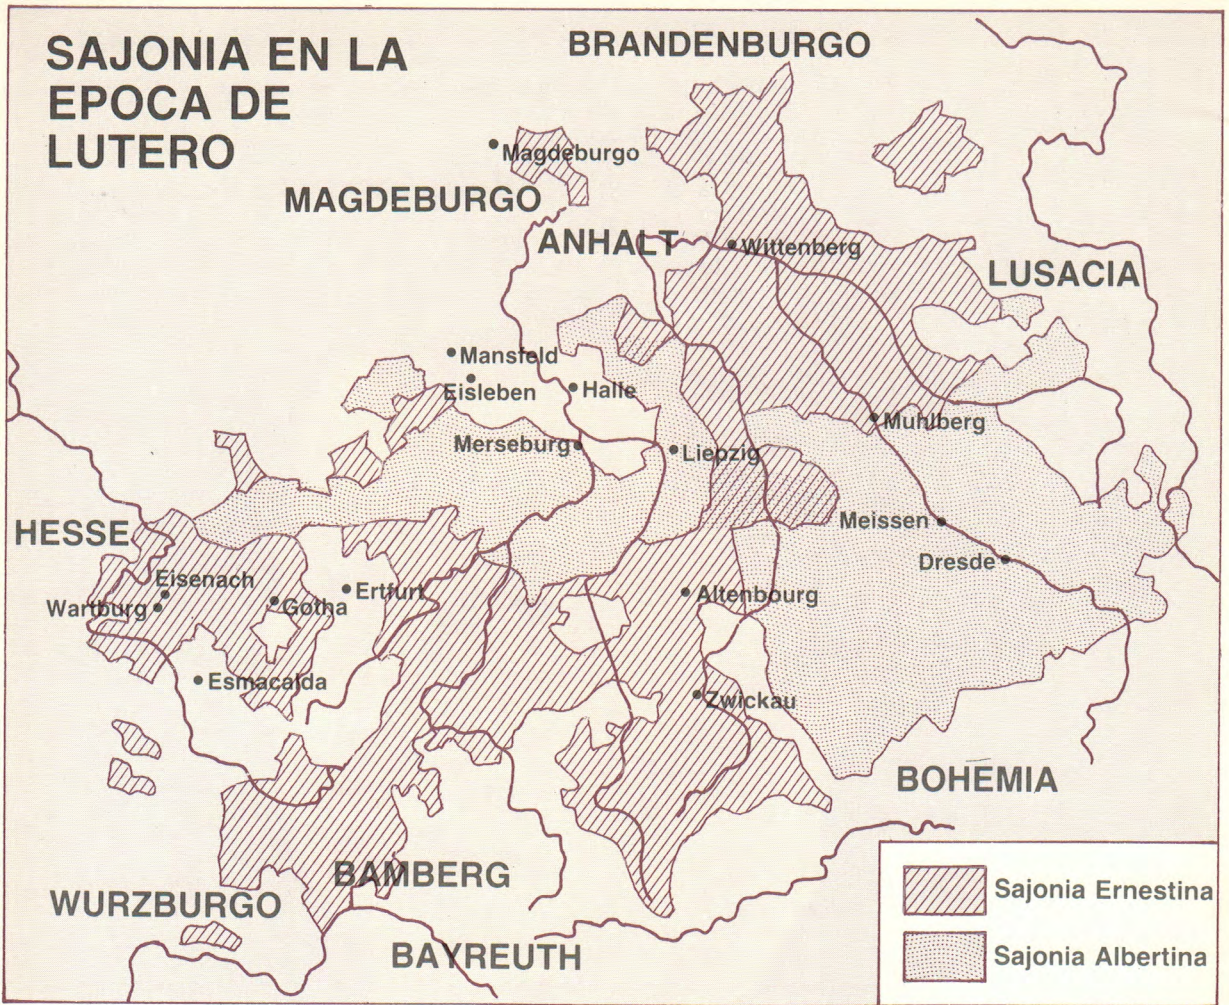 SAJONIA EN LA
EPOCA DE
LUTERO
BRANDENBURGO
Magdeburgo
MAGDEBURGO
ANHALT
Wittenberg
LUSACIA
Mansfeld
Eisleben
Halle
Merseburg
Liepzig
Muhlberg
HESSE
Meissen
Dresde
Eisenach
Wartburg
Gotha
Ertfurt
Altenbourg
Esmacalda
Zwickau
BOHEMIA
BAMBERG
WURZBURGO
BAYREUTH
Sajonia Ernestina
Sajonia Albertina